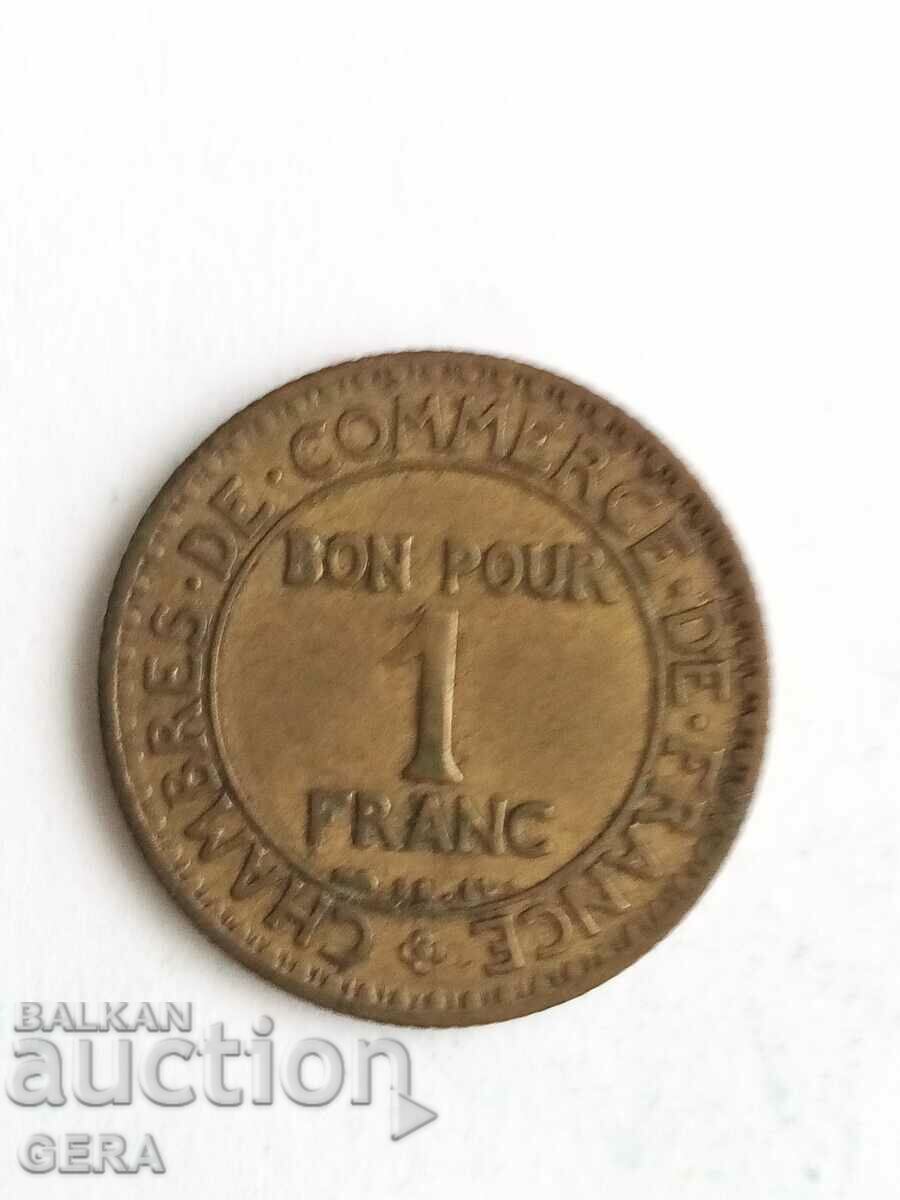 CHAMBRES·DE·COMMERCE·DE·FRANCE
BON POUR
1
FRANC
BALKAN
auction
GERA